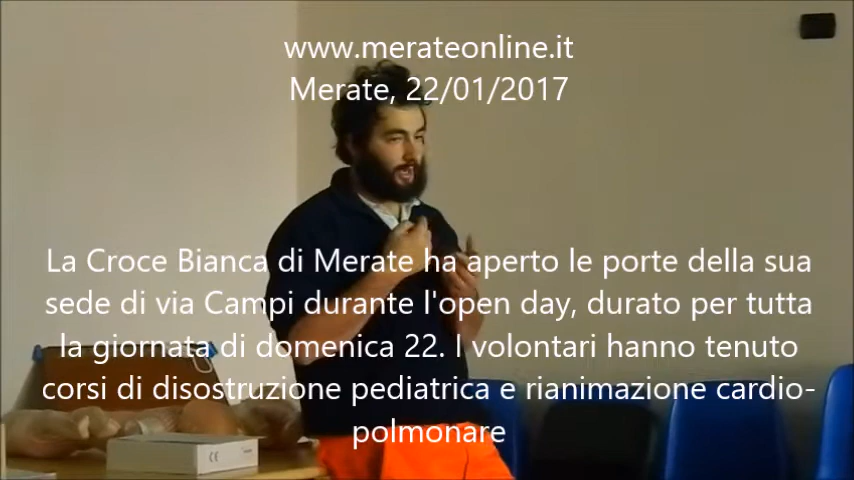 www.merateonline.it
Merate, 22/01/2017
La Croce Bianca di Merate ha aperto le porte della sua
sede di via Campi durante l'open day, durato per tutta
la giornata di domenica 22. I volontari hanno tenuto
corsi di disostruzione pediatrica e rianimazione cardio-
polmonare
CE